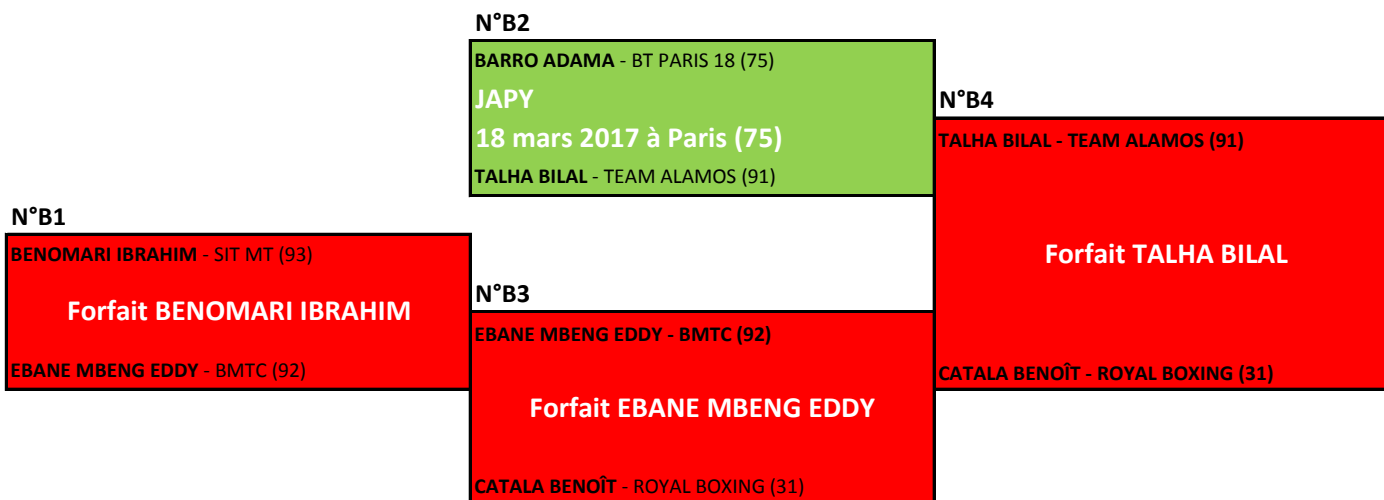 N°B2
BARRO ADAMA - BT PARIS 18 (75)
JAPY
18 mars 2017 à Paris (75)
TALHA BILAL - TEAM ALAMOS (91)
N°B4
TALHA BILAL - TEAM ALAMOS (91)
Forfait TALHA BILAL
CATALA BENOÎT - ROYAL BOXING (31)
N°B1
BENOMARI IBRAHIM - SIT MT (93)
Forfait BENOMARI IBRAHIM
EBANE MBENG EDDY - BMTC (92)
N°B3
EBANE MBENG EDDY - BMTC (92)
Forfait EBANE MBENG EDDY
CATALA BENOÎT - ROYAL BOXING (31)